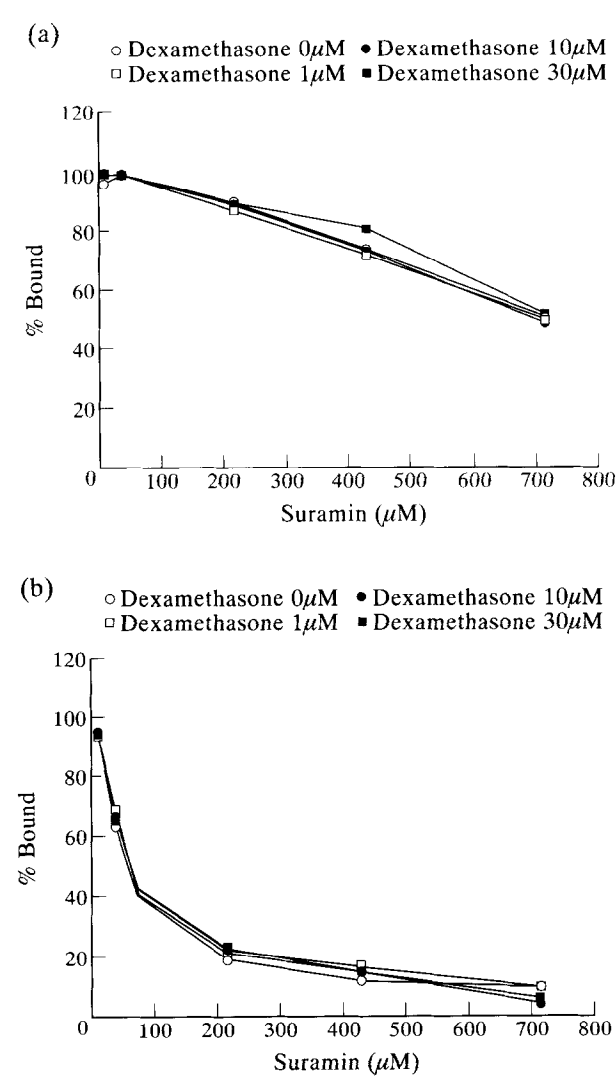 (a)
○ Dexamethasone 0μM ● Dexamethasone 10μM
□ Dexamethasone 1μM ■ Dexamethasone 30μM
120
100
80
60
40
20
0
100 200 300 400 500 600 700 800
% Bound
Suramin (μM)
(b)
○ Dexamethasone 0μM ● Dexamethasone 10μM
□ Dexamethasone 1μM ■ Dexamethasone 30μM
120
100
80
60
40
20
0 100 200 300 400 500 600 700 800
% Bound
Suramin (μM)